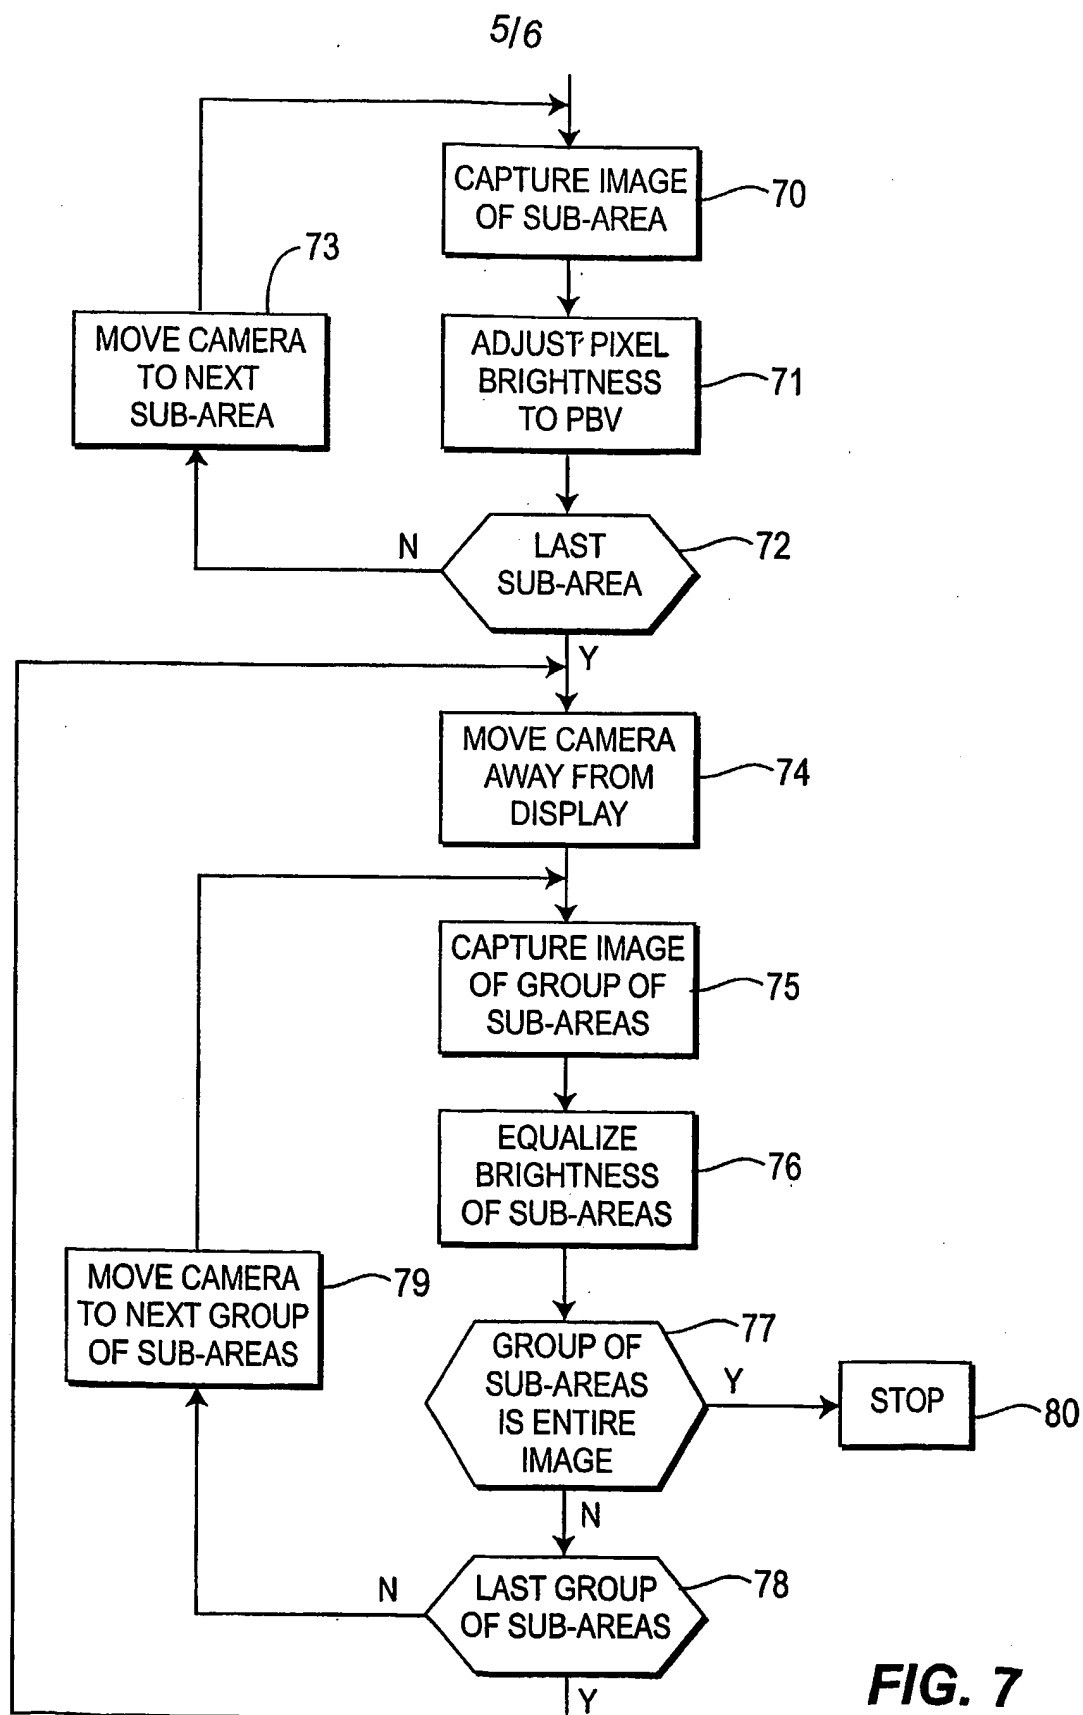 5/6
CAPTURE IMAGE
OF SUB-AREA
70
73
MOVE CAMERA
TO NEXT
SUB-AREA
ADJUST PIXEL
BRIGHTNESS
TO PBV
71
N
LAST
SUB-AREA
72
Y
MOVE CAMERA
AWAY FROM
DISPLAY
74
CAPTURE IMAGE
OF GROUP OF
SUB-AREAS
75
EQUALIZE
BRIGHTNESS
OF SUB-AREAS
76
MOVE CAMERA
TO NEXT GROUP
OF SUB-AREAS
79
GROUP OF
SUB-AREAS
IS ENTIRE
IMAGE
77
Y
STOP
80
N
N
LAST GROUP
OF SUB-AREAS
78
Y
FIG. 7